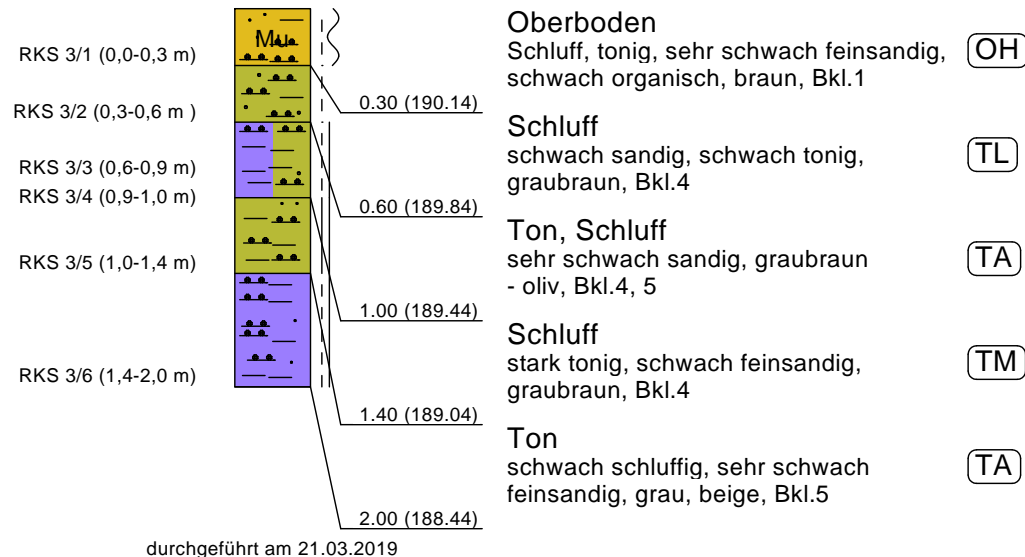 Mu
RKS 3/1 (0,0-0,3 m)
RKS 3/2 (0,3-0,6 m )
RKS 3/3 (0,6-0,9 m)
RKS 3/4 (0,9-1,0 m)
RKS 3/5 (1,0-1,4 m)
RKS 3/6 (1,4-2,0 m)
0.30 (190.14)
0.60 (189.84)
1.00 (189.44)
1.40 (189.04)
2.00 (188.44)
Oberboden
Schluff, tonig, sehr schwach feinsandig,
schwach organisch, braun, Bkl.1
OH
Schluff
schwach sandig, schwach tonig,
graubraun, Bkl.4
TL
Ton, Schluff
sehr schwach sandig, graubraun
- oliv, Bkl.4, 5
TA
Schluff
stark tonig, schwach feinsandig,
graubraun, Bkl.4
TM
Ton
schwach schluffig, sehr schwach
feinsandig, grau, beige, Bkl.5
TA
durchgeführt am 21.03.2019